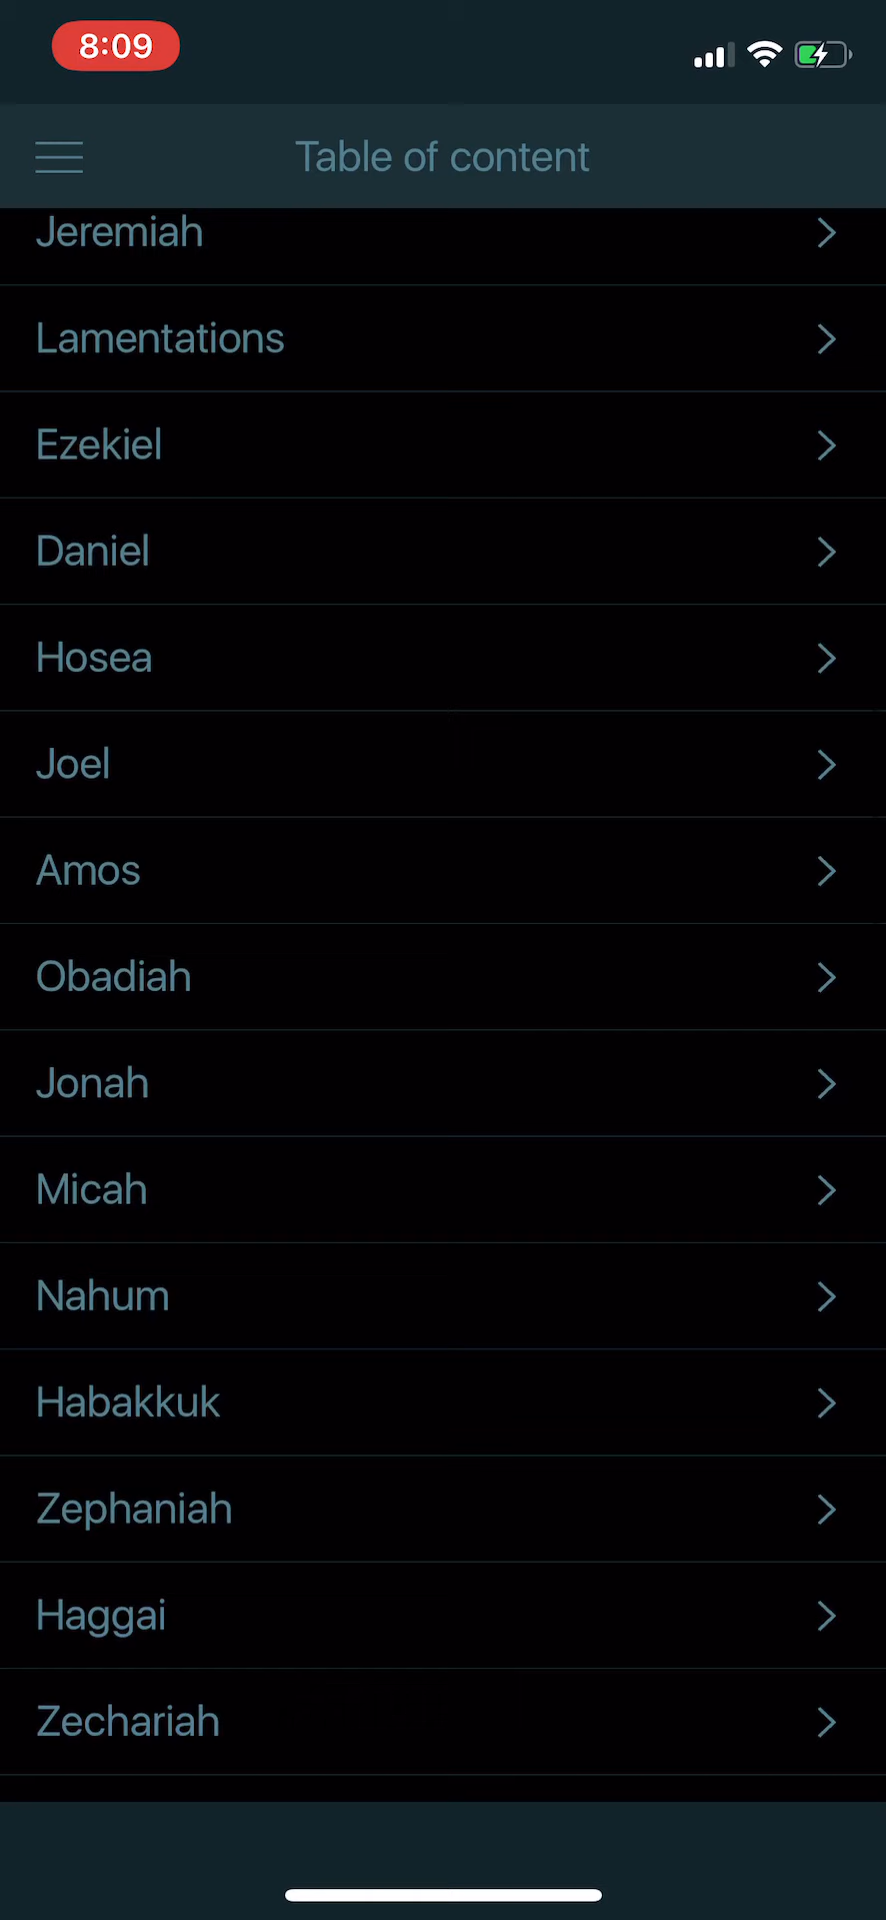 8:09
Table of content
Jeremiah
Lamentations
Ezekiel
Daniel
Hosea
Joel
Amos
Obadiah
Jonah
Micah
Nahum
Habakkuk
Zephaniah
Haggai
Zechariah